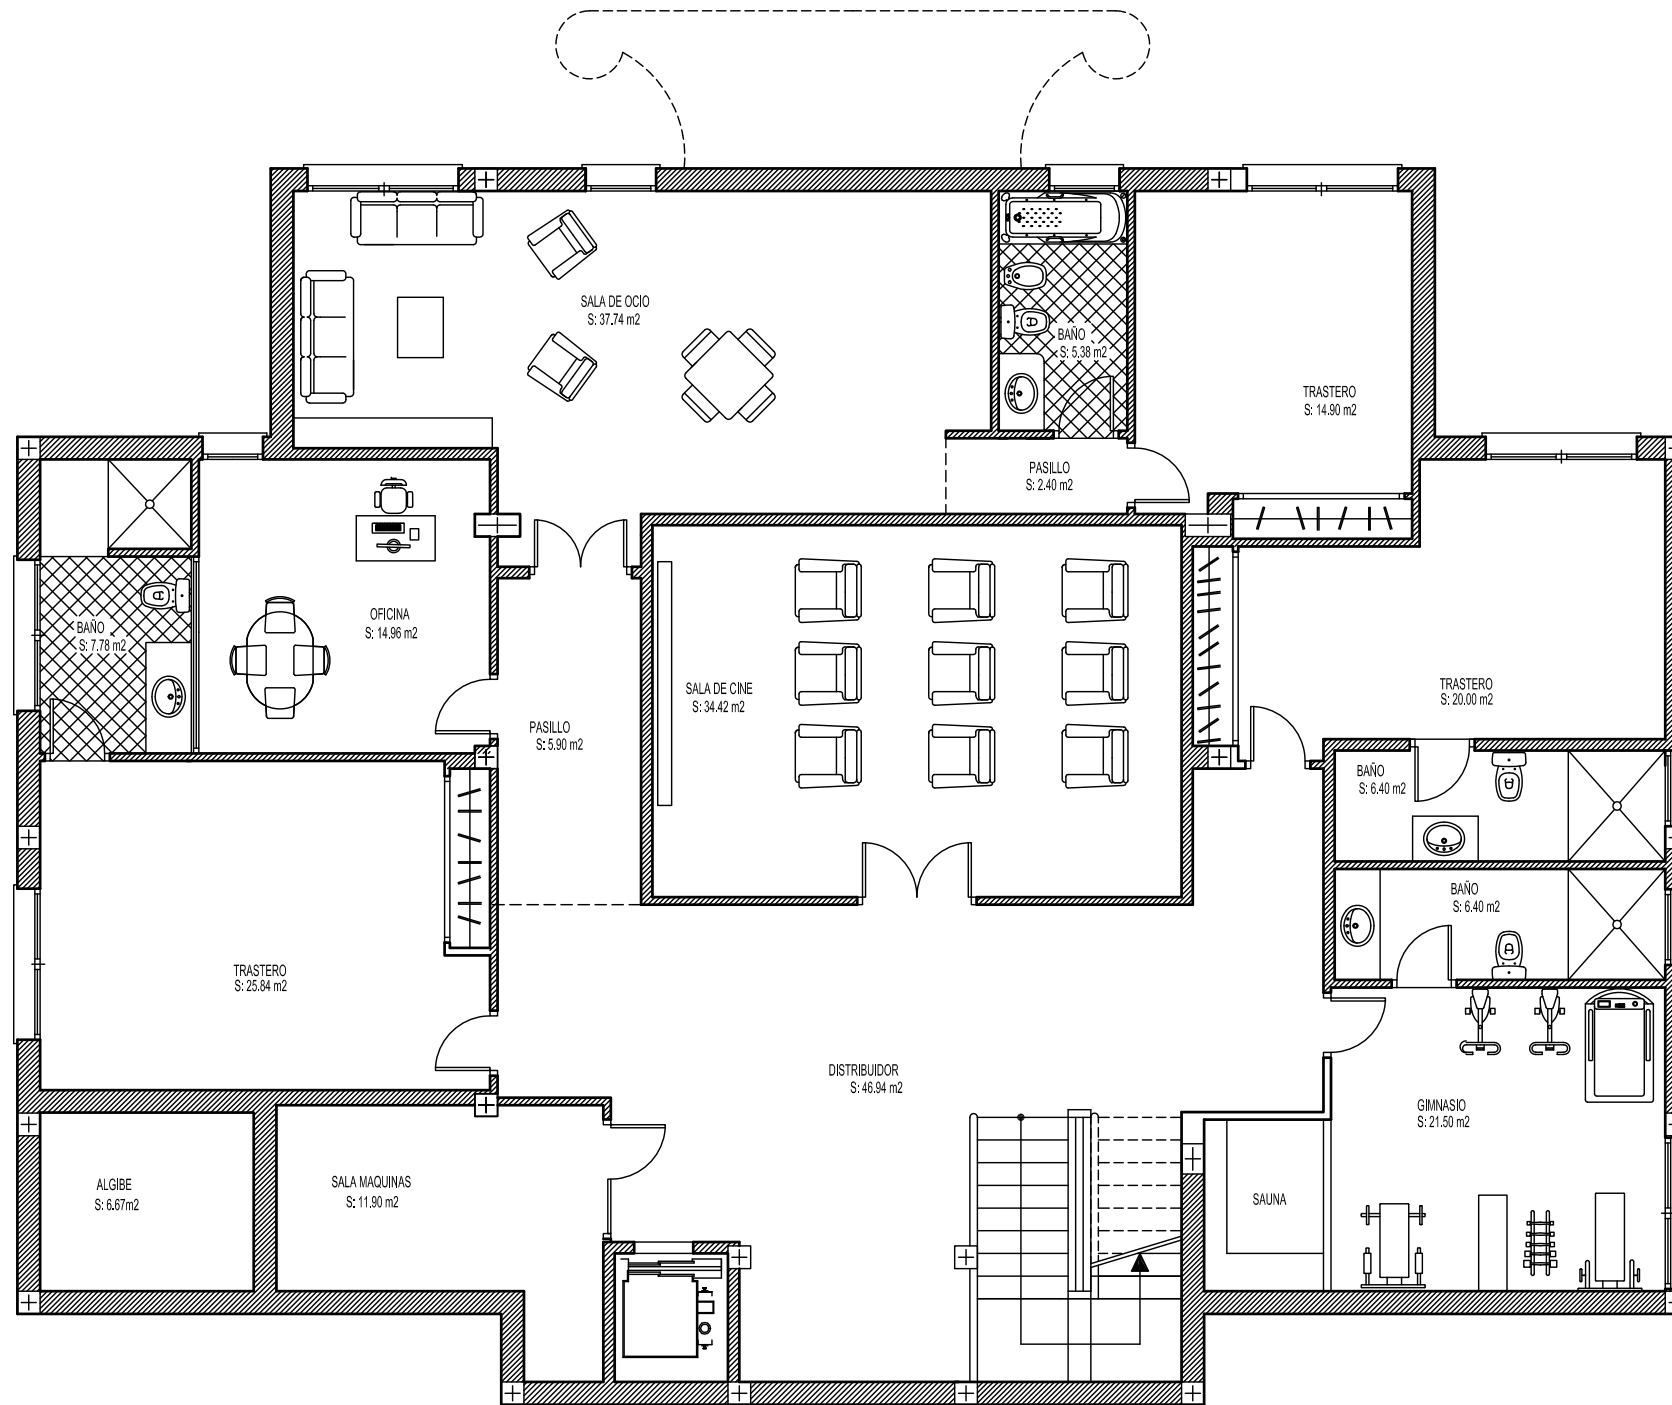 SALA DE OCIO
S: 37.74 m2
BAÑO
S: 5.38 m2
TRASTERO
S: 14.90 m2
PASILLO
S: 2.40 m2
OFICINA
S: 14.96 m2
BAÑO
S: 7.78 m2
SALA DE CINE
S: 34.42 m2
TRASTERO
S: 20.00 m2
PASILLO
S: 5.90 m2
BAÑO
S: 6.40 m2
BAÑO
S: 6.40 m2
TRASTERO
S: 25.84 m2
DISTRIBUIDOR
S: 46.94 m2
GIMNASIO
S: 21.50 m2
ALGIBE
S: 6.67m2
SALA MAQUINAS
S: 11.90 m2
SAUNA